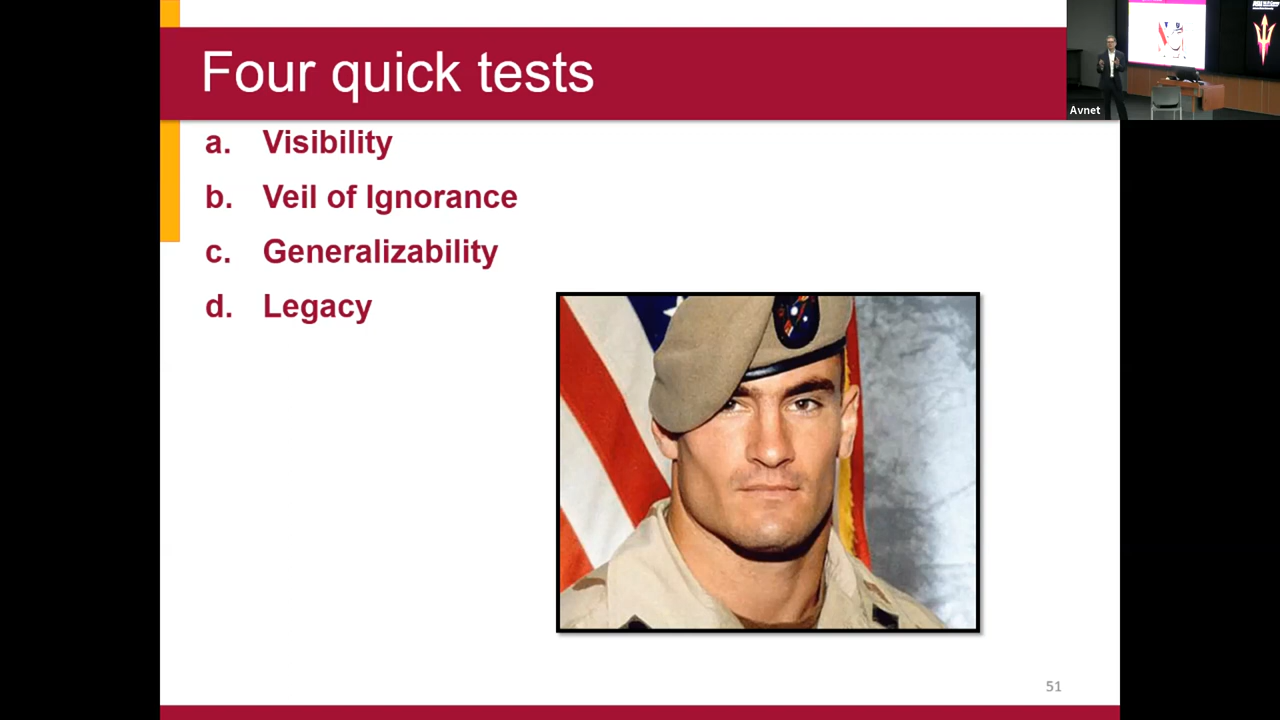 Four quick tests
a. Visibility
b. Veil of Ignorance
c. Generalizability
d. Legacy
51
Avnet